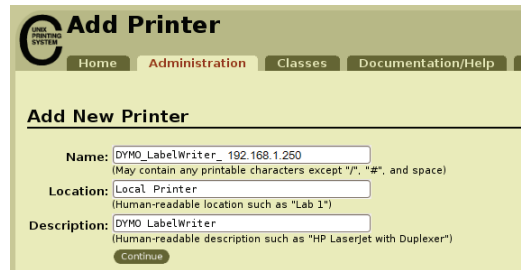 UNIX
PRINTING
SYSTEM
Add Printer
Home Administration Classes Documentation/Help
Add New Printer
Name: DYMO_LabelWriter_ 192.168.1.250
(May contain any printable characters except "/", "#", and space)
Location: Local Printer
(Human-readable location such as "Lab 1")
Description: DYMO LabelWriter
(Human-readable description such as "HP LaserJet with Duplexer")
Continue